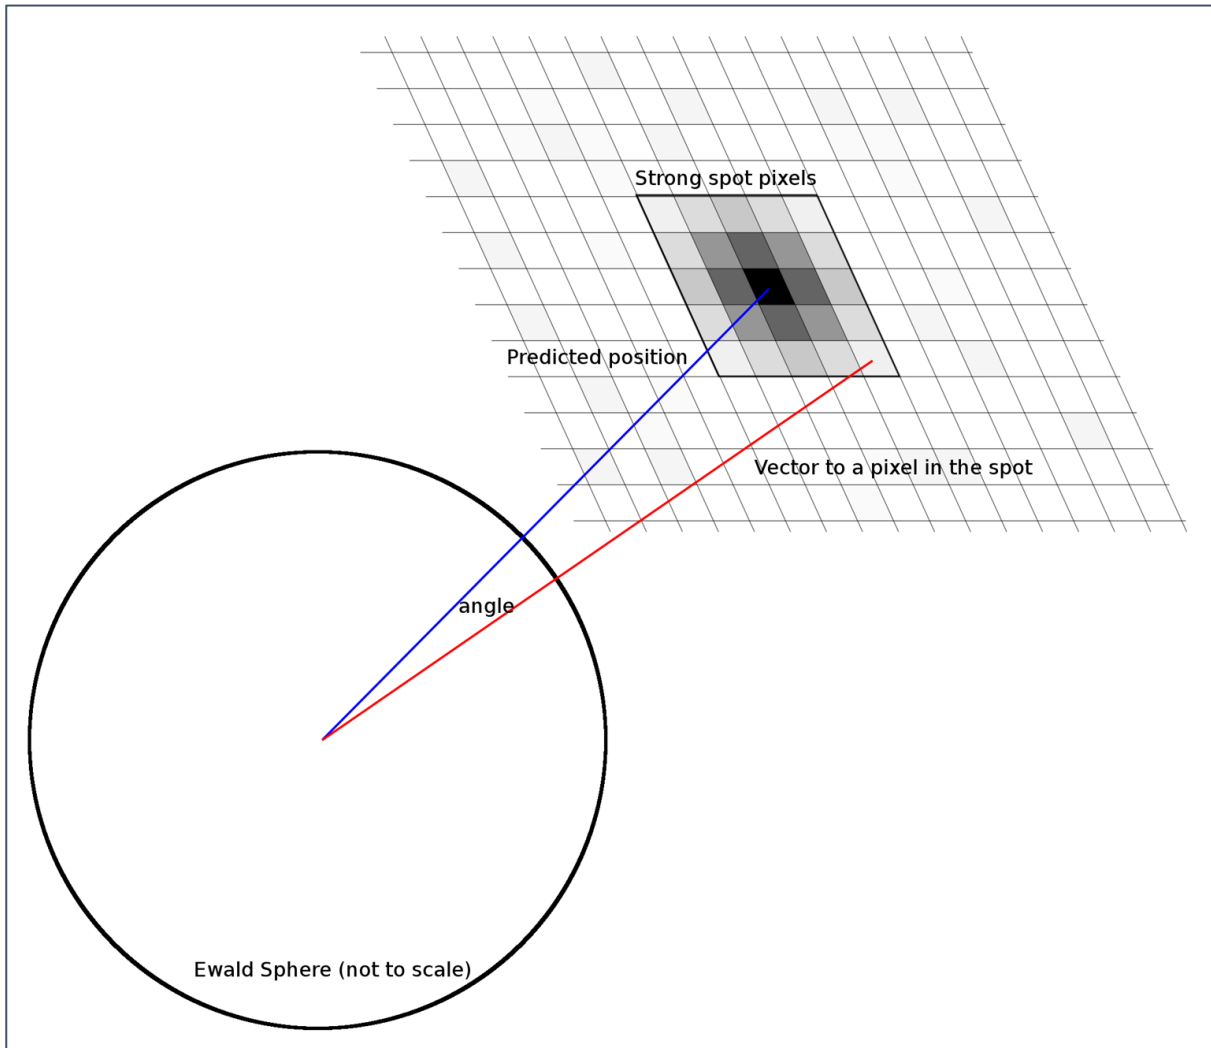 Strong spot pixels
Predicted position
Vector to a pixel in the spot
angle
Ewald Sphere (not to scale)